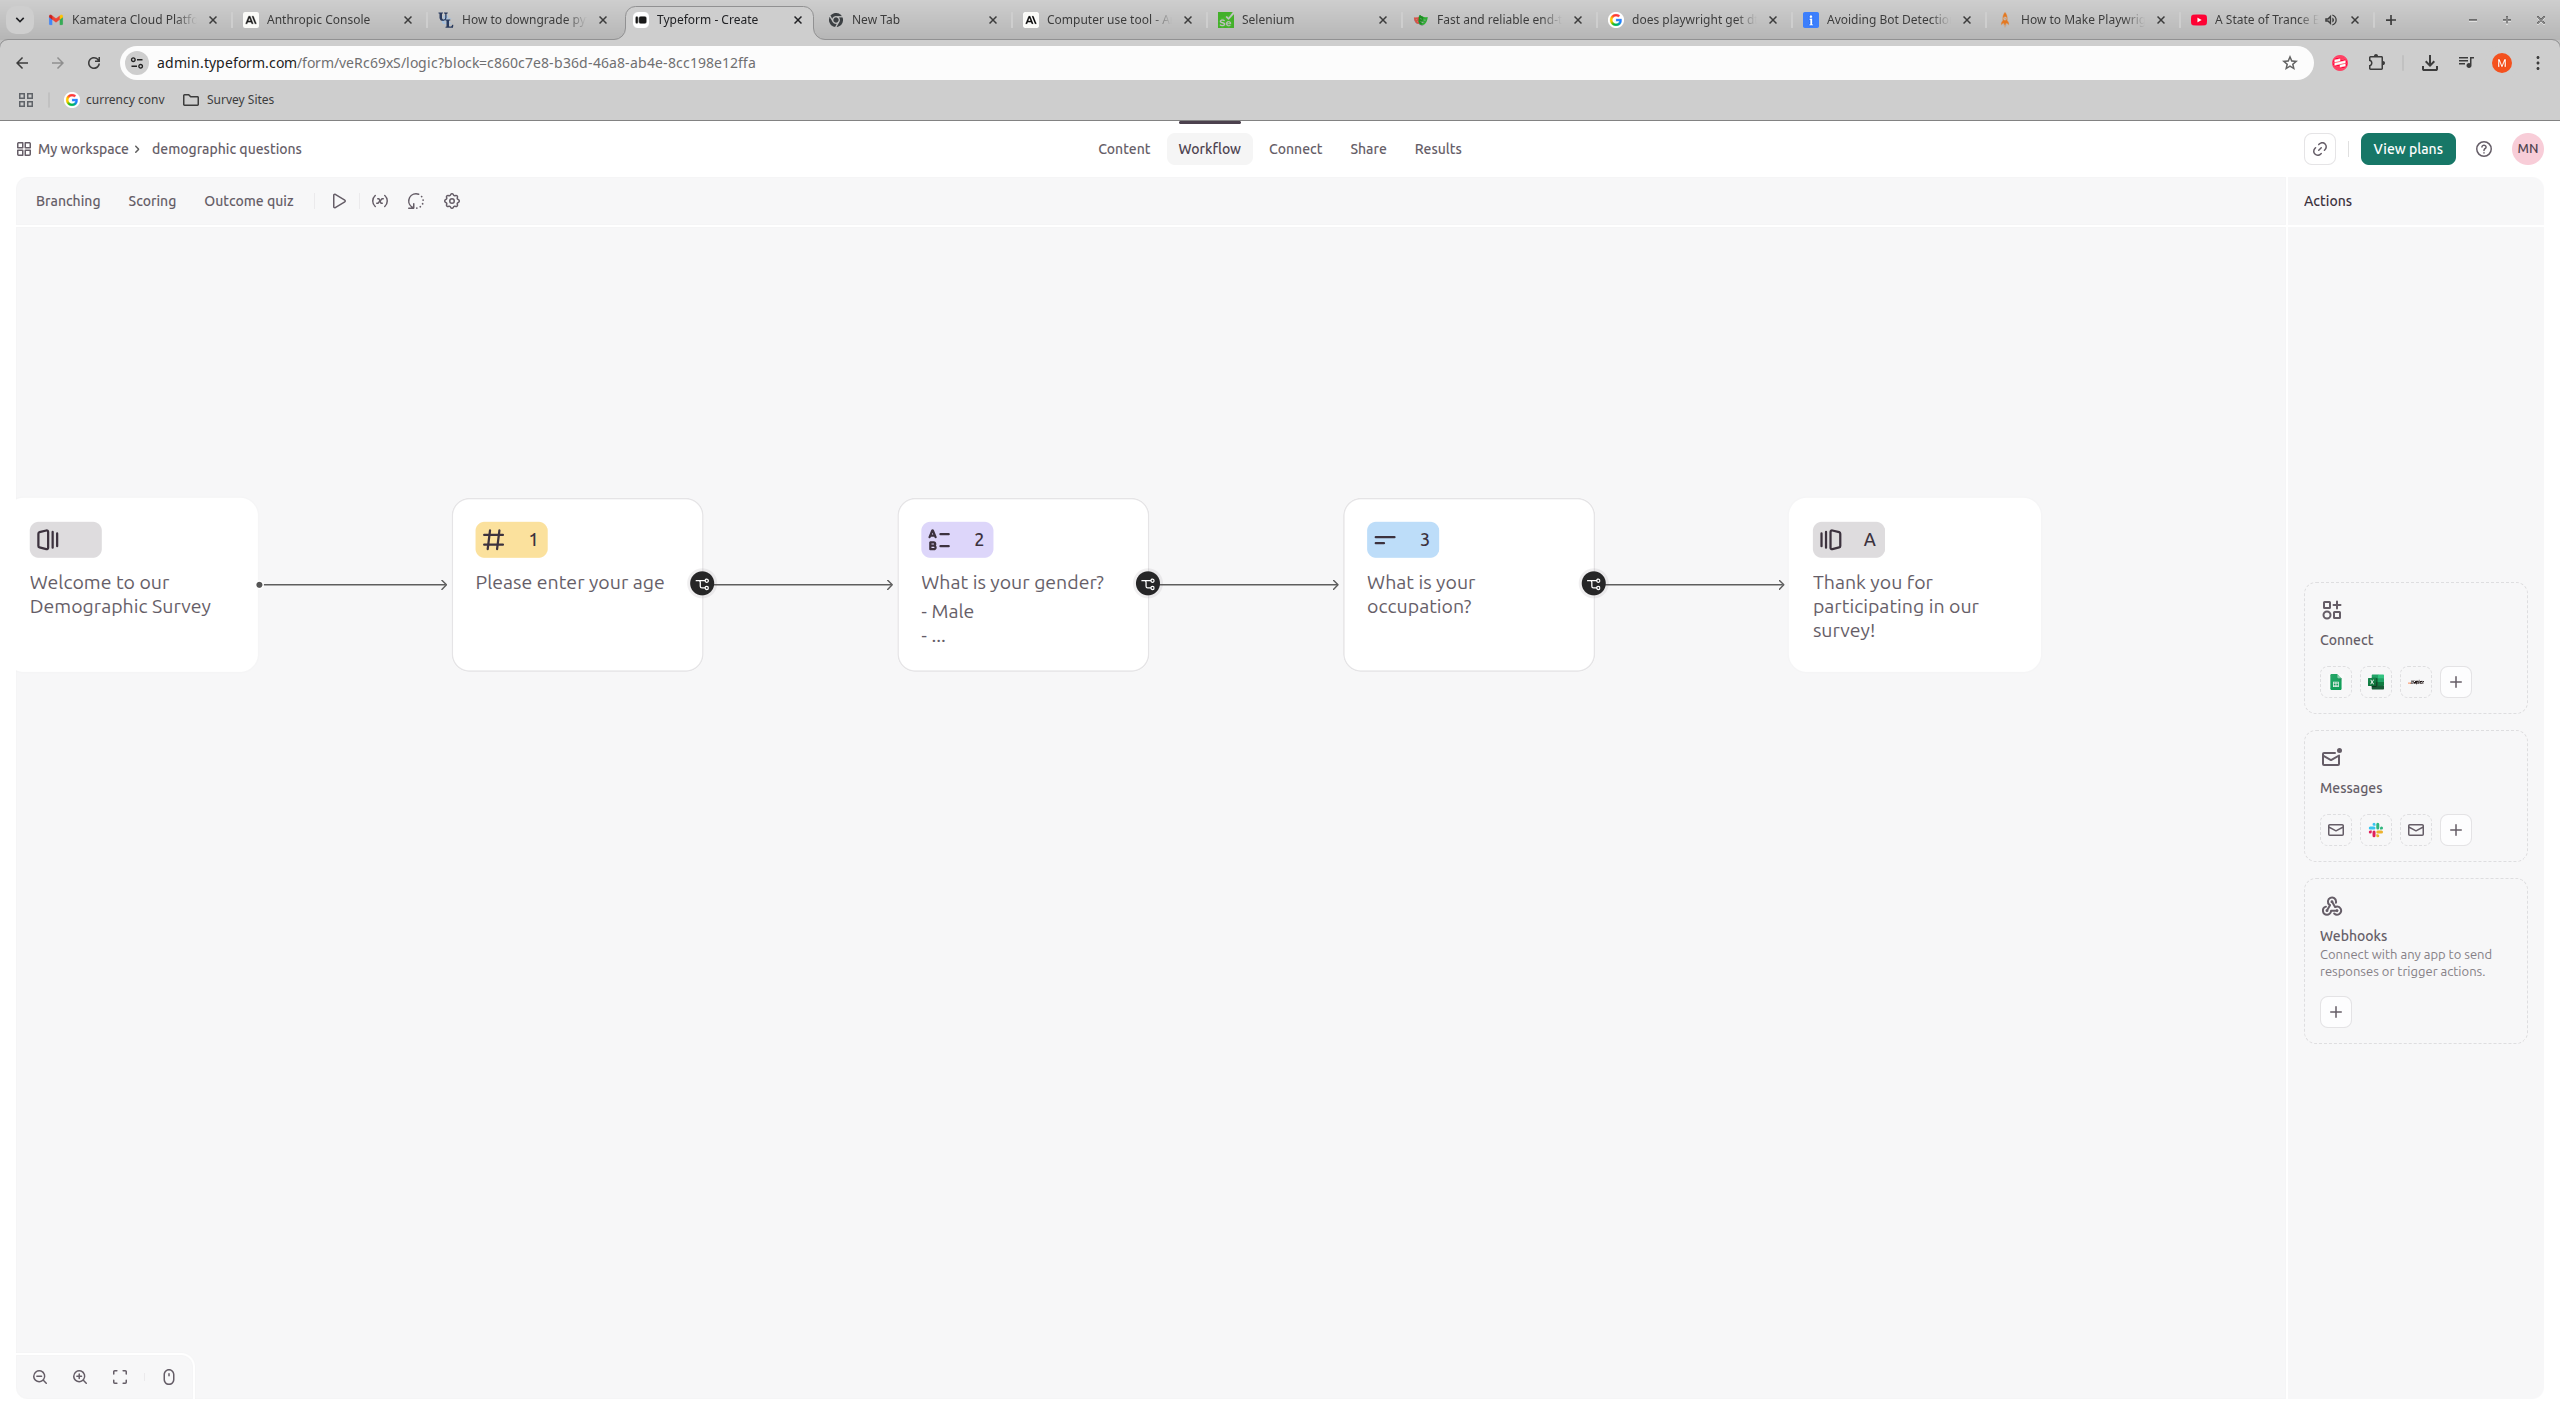 Kamatera Cloud Platfo
Anthropic Console
How to downgrade py
Typeform - Create
New Tab
Computer use tool - A
Selenium
Fast and reliable end-
does playwright get d
Avoiding Bot Detectio
How to Make Playwrig
A State of Trance E
admin.typeform.com/form/veRc69xS/logic?block=c860c7e8-b36d-46a8-ab4e-8cc198e12ffa
M
currency conv
Survey Sites
My workspace
demographic questions
Content
Workflow
Connect
Share
Results
View plans
MN
Branching
Scoring
Outcome quiz
(x)
Actions
Welcome to our
Demographic Survey
1
Please enter your age
A
B
2
What is your gender?
- Male
- ...
3
What is your
occupation?
A
Thank you for
participating in our
survey!
Connect
Messages
Webhooks
Connect with any app to send
responses or trigger actions.